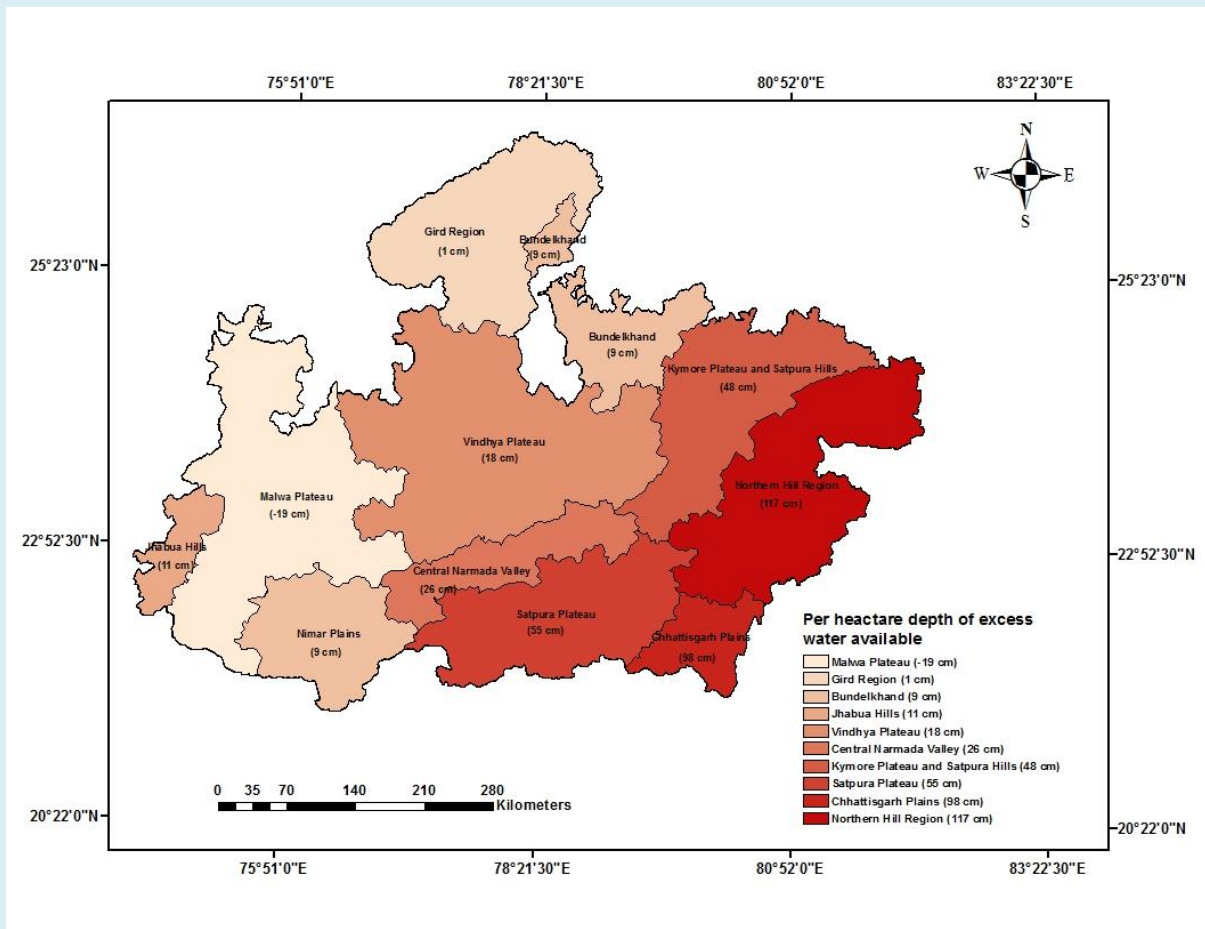 75°51'0"E 78°21'30"E 80°52'0"E 83°22'30"E
N
W E
S
25°23'0"N
25°23'0"N
22°52'30"N
22°52'30"N
20°22'0"N
20°22'0"N
Gird Region
(1 cm)
Bundelkhand
(9 cm)
Bundelkhand
(9 cm)
Kymore Plateau and Satpura Hills
(48 cm)
Vindhya Plateau
(18 cm)
Malwa Plateau
(-19 cm)
Northern Hill Region
(117 cm)
Jhabua Hills
(11 cm)
Central Narmada Valley
(26 cm)
Satpura Plateau
(55 cm)
Nimar Plains
(9 cm)
Chhattisgarh Plains
(98 cm)
Per heactare depth of excess
water available
Malwa Plateau (-19 cm)
Gird Region (1 cm)
Bundelkhand (9 cm)
Jhabua Hills (11 cm)
Vindhya Plateau (18 cm)
Central Narmada Valley (26 cm)
Kymore Plateau and Satpura Hills (48 cm)
Satpura Plateau (55 cm)
Chhattisgarh Plains (98 cm)
Northern Hill Region (117 cm)
0 35 70 140 210 280
Kilometers
75°51'0"E 78°21'30"E 80°52'0"E 83°22'30"E